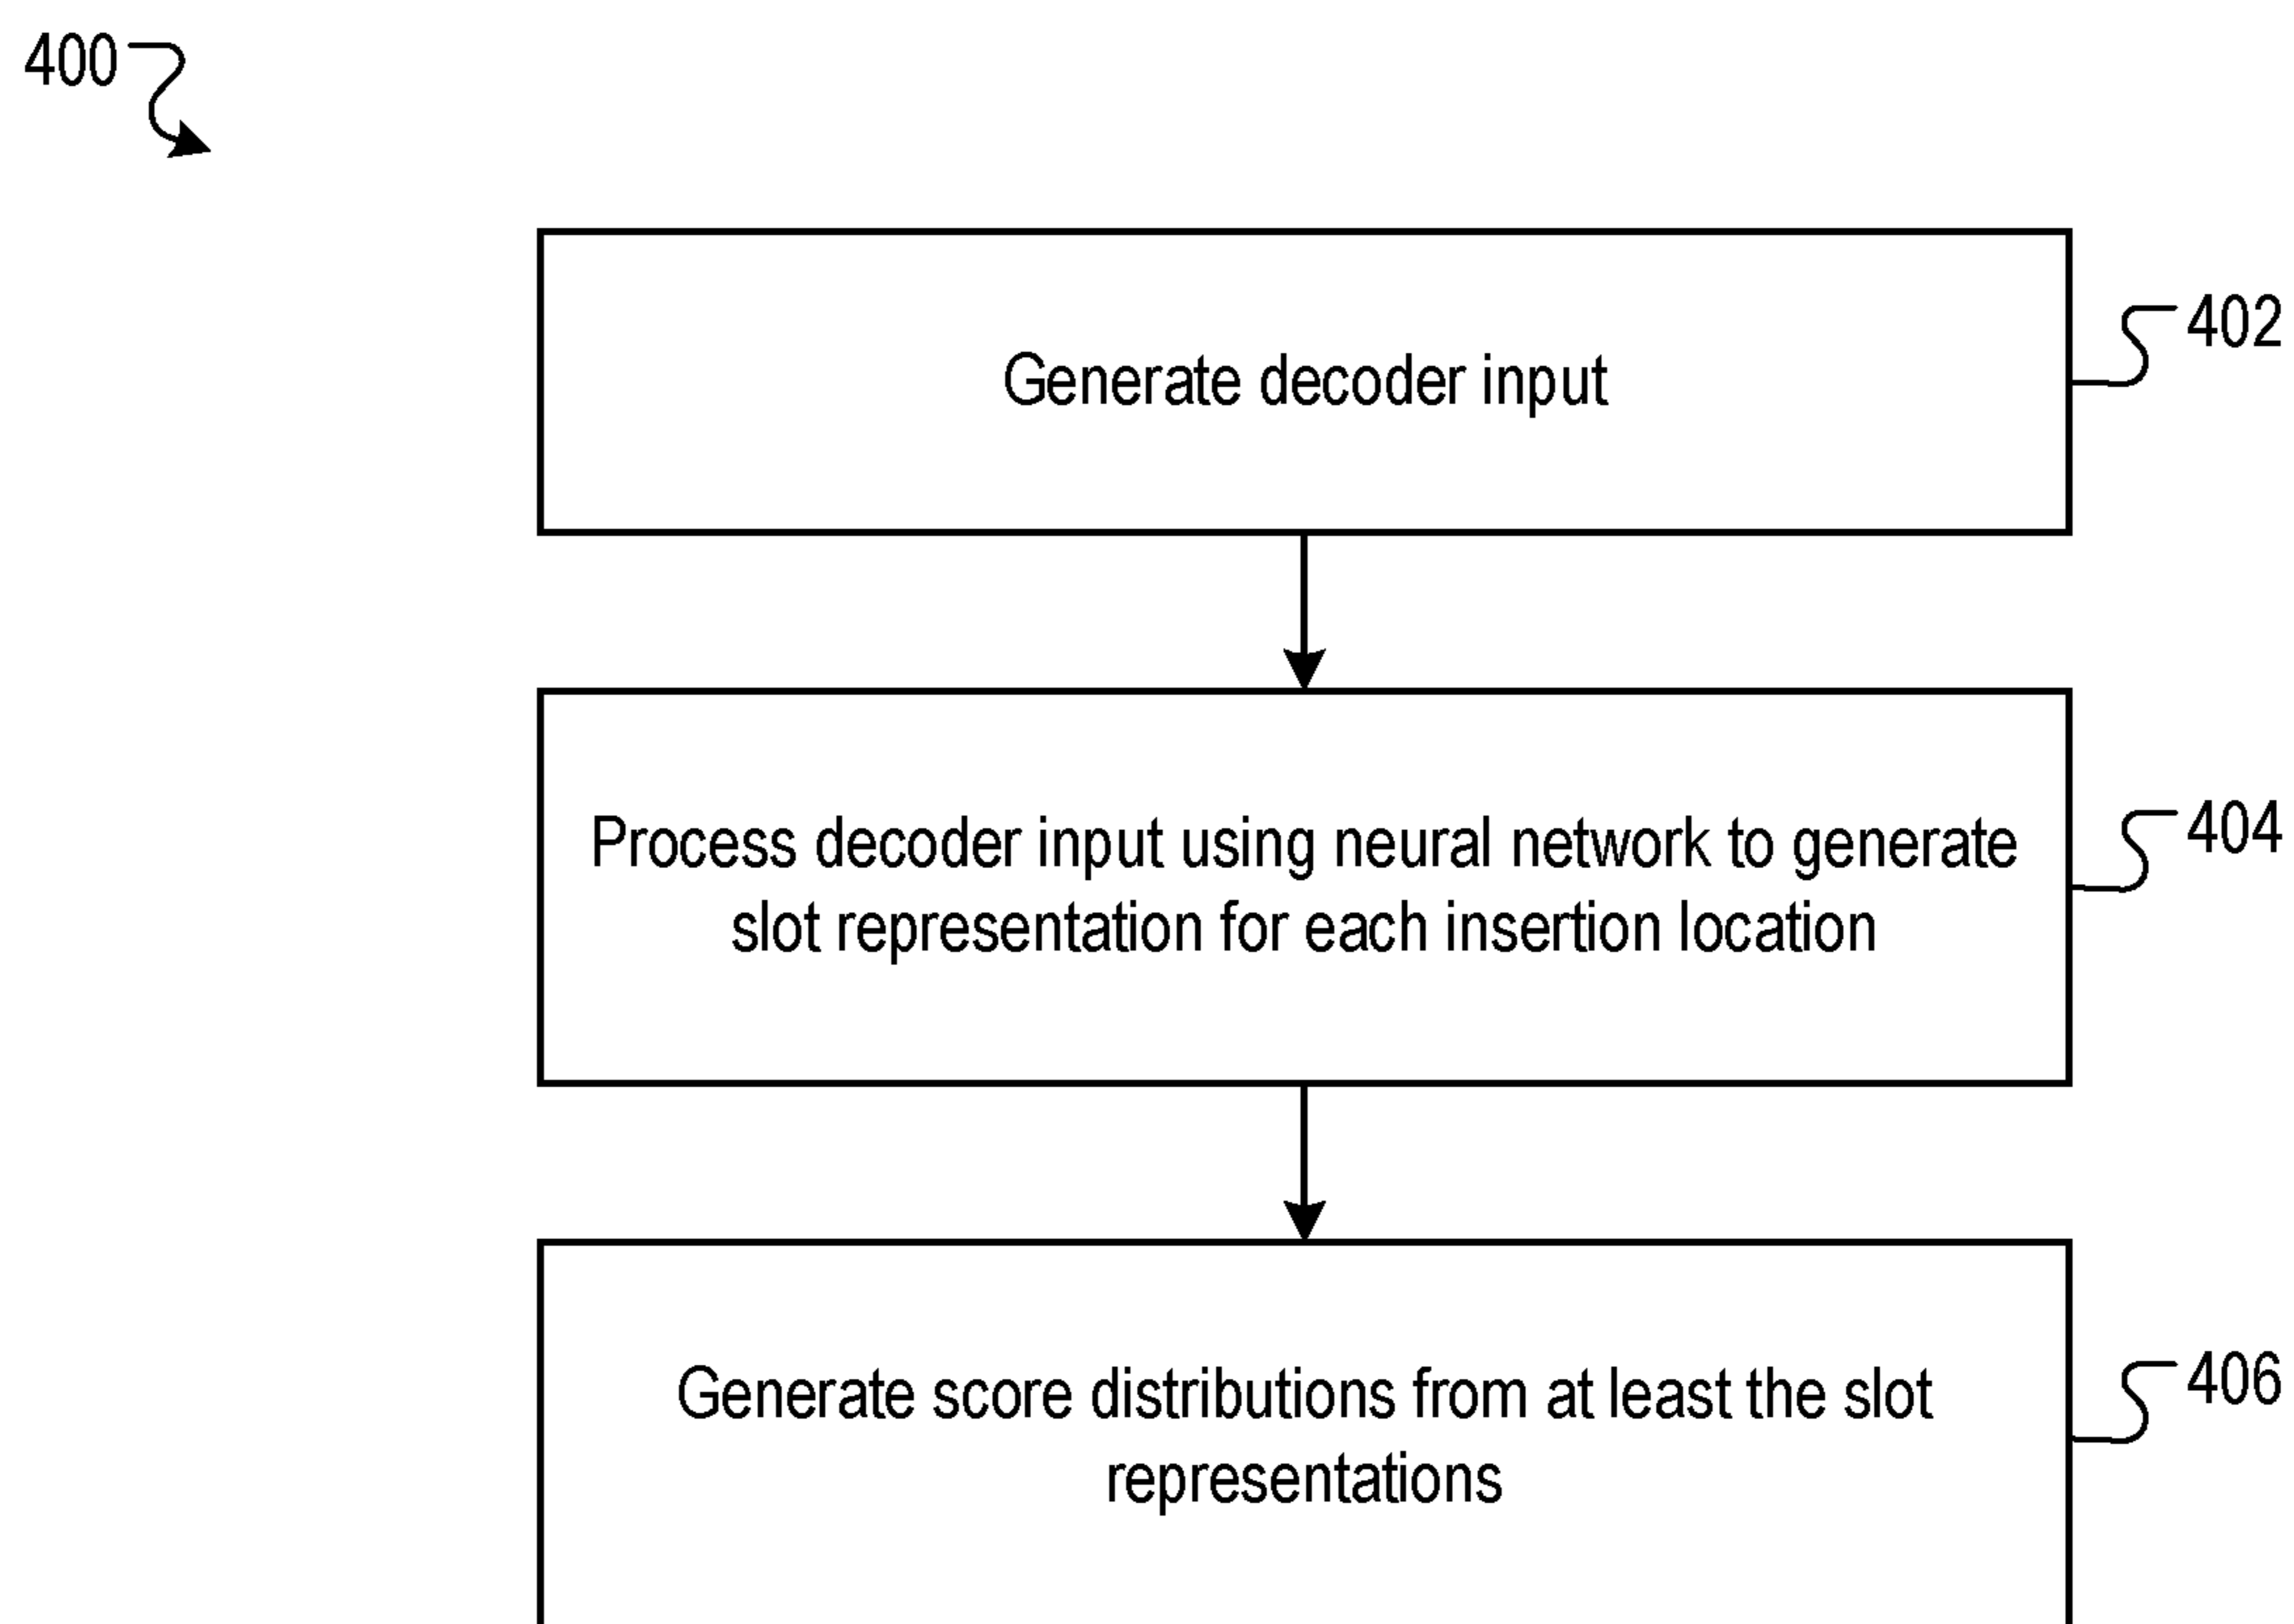 400
Generate decoder input
402
Process decoder input using neural network to generate
slot representation for each insertion location
404
Generate score distributions from at least the slot
representations
406